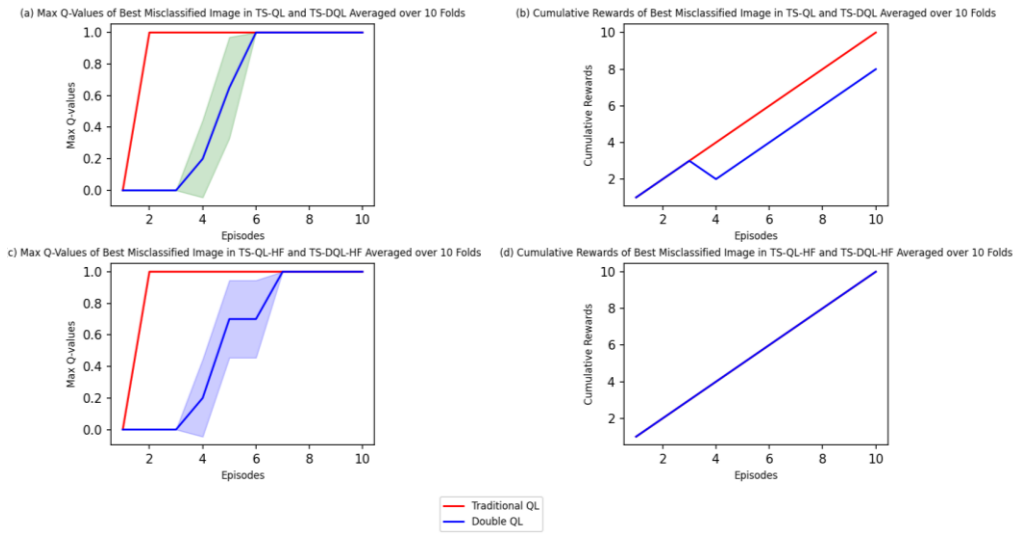 (a) Max Q-Values of Best Misclassified Image in TS-QL and TS-DQL Averaged over 10 Folds
1.0
0.8
0.6
0.4
0.2
0.0
Max Q-values
2 4 6 8 10
Episodes
(b) Cumulative Rewards of Best Misclassified Image in TS-QL and TS-DQL Averaged over 10 Folds
10
8
6
4
2
Cumulative Rewards
2 4 6 8 10
Episodes
c) Max Q-Values of Best Misclassified Image in TS-QL-HF and TS-DQL-HF Averaged over 10 Folds
1.0
0.8
0.6
0.4
0.2
0.0
Max Q-values
2 4 6 8 10
Episodes
(d) Cumulative Rewards of Best Misclassified Image in TS-QL-HF and TS-DQL-HF Averaged over 10 Folds
10
8
6
4
2
Cumulative Rewards
2 4 6 8 10
Episodes
Traditional QL
Double QL